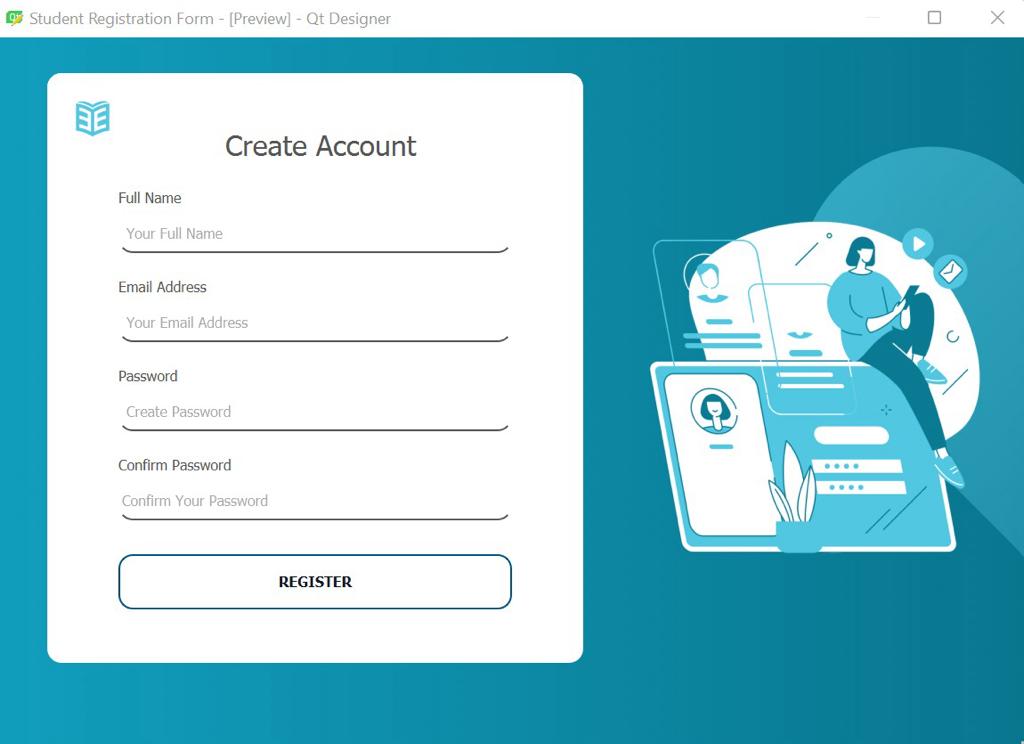 Student Registration Form - [Preview] - Qt Designer
Create Account
Full Name
Your Full Name
Email Address
Your Email Address
Password
Create Password
Confirm Password
Confirm Your Password
REGISTER